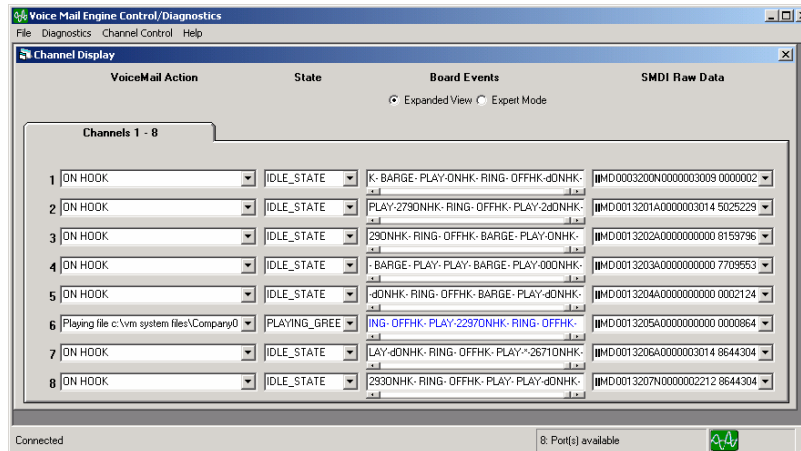 Voice Mail Engine Control/Diagnostics
File Diagnostics Channel Control Help
Channel Display
VoiceMail Action State Board Events SMDI Raw Data
Expanded View Expert Mode
Channels 1 - 8
1 ON HOOK IDLE_STATE K- BARGE- PLAY-ONHK- RING- OFFHK-dONHK- MD0003200N0000003009 0000002
2 ON HOOK IDLE_STATE PLAY-279ONHK- RING- OFFHK- PLAY-2dONHK- MD0013201A0000003014 5025229
3 ON HOOK IDLE_STATE 29ONHK- RING- OFFHK- BARGE- PLAY-ONHK- MD0013202A0000000000 8159796
4 ON HOOK IDLE_STATE - BARGE- PLAY- PLAY- BARGE- PLAY-000NHK- MD0013203A0000000000 7709553
5 ON HOOK IDLE_STATE -dONHK- RING- OFFHK- BARGE- PLAY-dONHK- MD0013204A0000000000 0002124
6 Playing file c:\vm system files\Company0 PLAYING_GREE ING- OFFHK- PLAY-2297ONHK- RING- OFFHK- MD0013205A0000000000 0000864
7 ON HOOK IDLE_STATE LAY-dONHK- RING- OFFHK- PLAY-*-2671ONHK- MD0013206A0000003014 8644304
8 ON HOOK IDLE_STATE 293ONHK- RING- OFFHK- PLAY- PLAY-dONHK- MD0013207N0000002212 8644304
Connected 8: Port(s) available